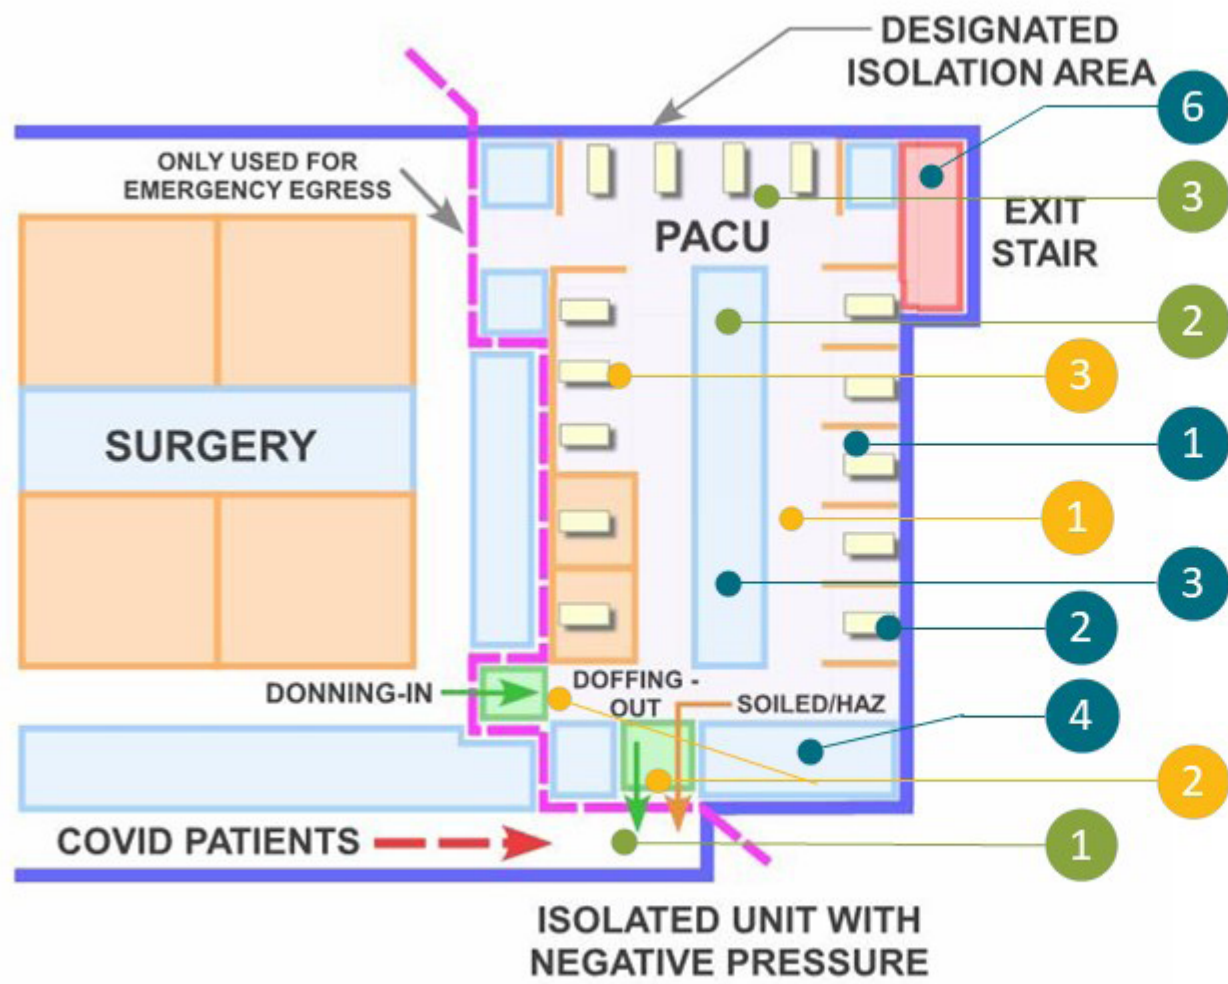 DESIGNATED
ISOLATION AREA
6
ONLY USED FOR
EMERGENCY EGRESS
3
EXIT
STAIR
PACU
2
3
SURGERY
1
1
3
2
DONNING-IN
DOFFING -
OUT
SOILED/HAZ
4
2
COVID PATIENTS
1
ISOLATED UNIT WITH
NEGATIVE PRESSURE